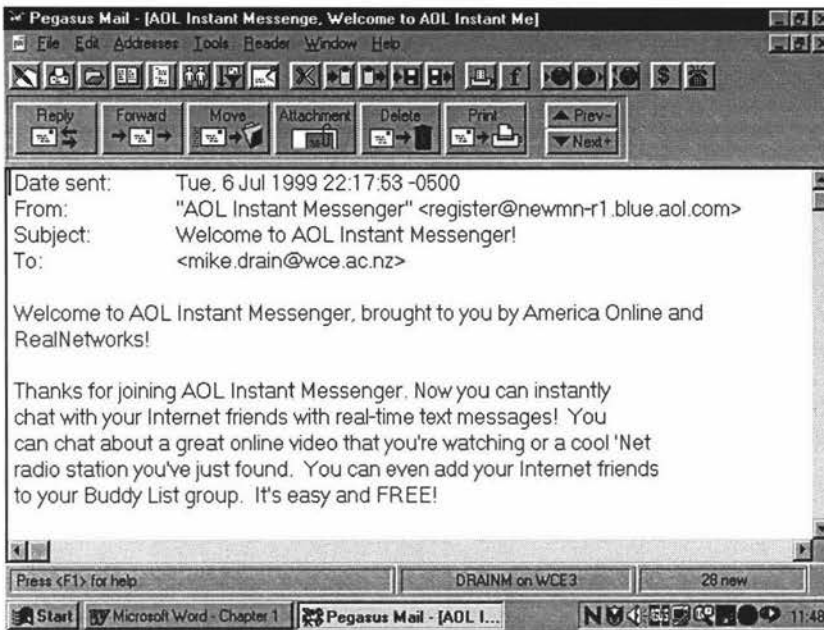 Pegasus Mail - [AOL Instant Messenge, Welcome to AOL Instant Me]
File Edit Addresses Tools Reader Window Help
Reply Forward Move Attachment Delete Print Prev- Next+
Date sent: Tue, 6 Jul 1999 22:17:53 -0500
From: "AOL Instant Messenger" <register@newmn-r1.blue.aol.com>
Subject: Welcome to AOL Instant Messenger!
To: <mike.drain@wce.ac.nz>
Welcome to AOL Instant Messenger, brought to you by America Online and
RealNetworks!
Thanks for joining AOL Instant Messenger. Now you can instantly
chat with your Internet friends with real-time text messages! You
can chat about a great online video that you're watching or a cool 'Net
radio station you've just found. You can even add your Internet friends
to your Buddy List group. It's easy and FREE!
Press <F1> for help DRAINM on WCE3 28 new
Start Microsoft Word - Chapter 1 Pegasus Mail - [AOL I... 11:48